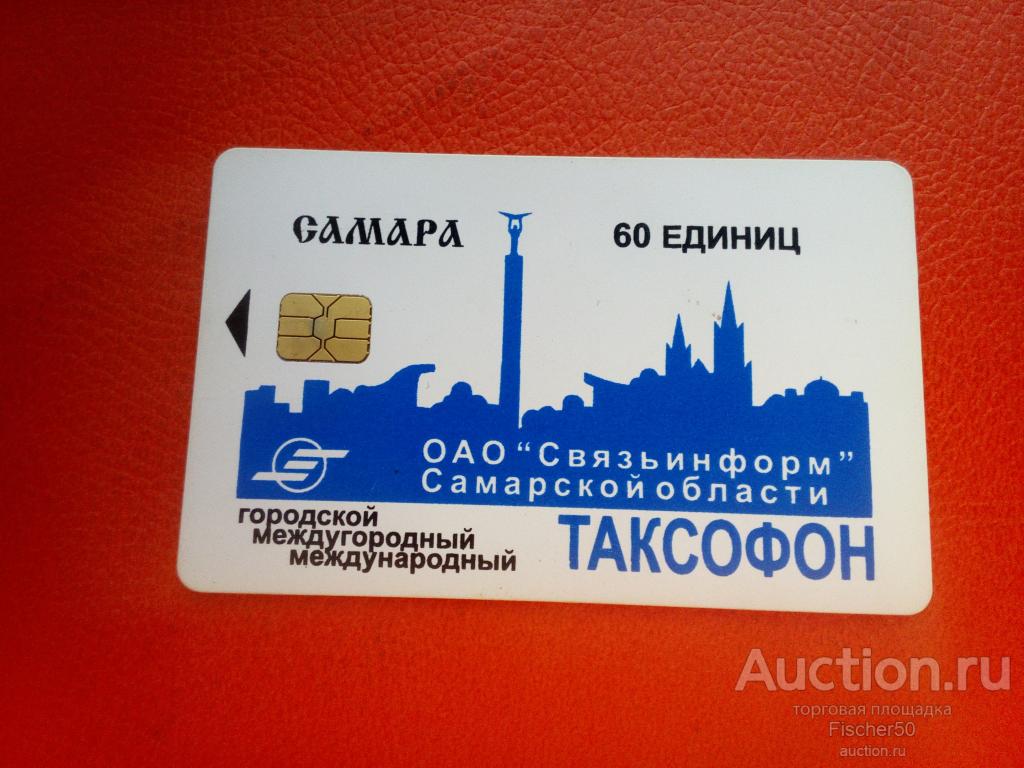 САМАРА
60 ЕДИНИЦ
ОАО "Связьинформ"
Самарской области
городской
междугородный
международный
ТАКСОФОН
Auction.ru
торговая площадка
Fischer50
auction.ru